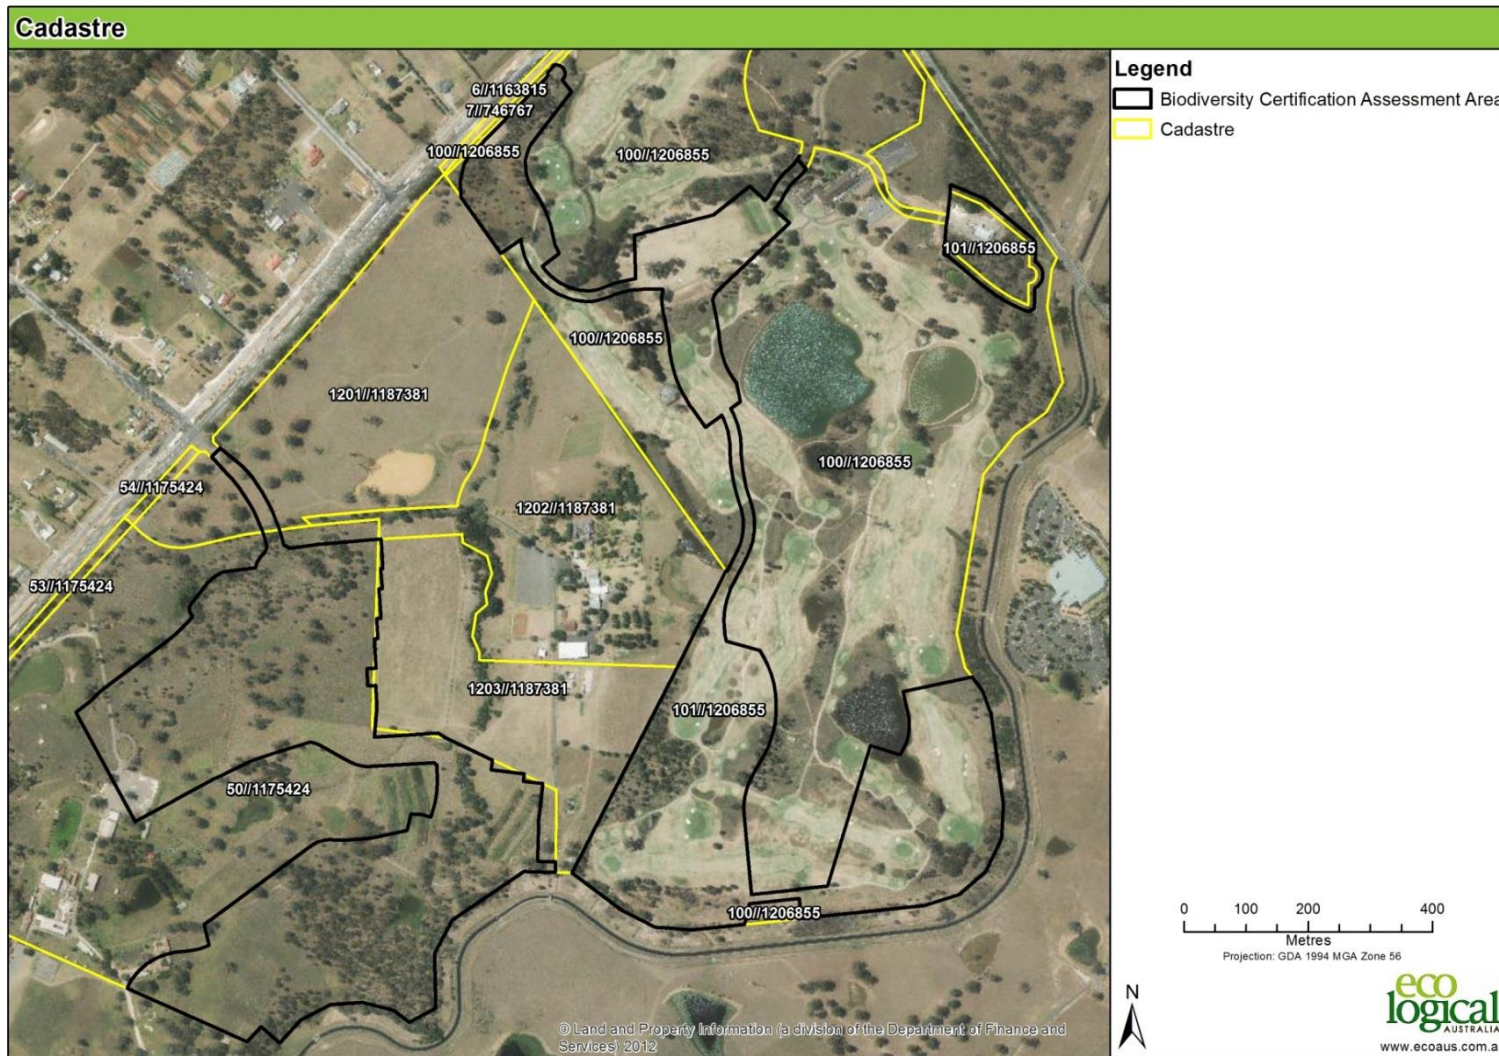 Cadastre
Legend
Biodiversity Certification Assessment Area
Cadastre
6//1163815
7//746767
100//1206855
100//1206855
101//1206855
100//1206855
1201//1187381
100//1206855
54//1175424
1202//1187381
53//1175424
1203//1187381
101//1206855
50//1175424
100//1206855
0 100 200 400
Metres
Projection: GDA 1994 MGA Zone 56
N
eco
logical
AUSTRALIA
www.ecoaus.com.a
© Land and Property Information (a division of the Department of Finance and
Services) 2012